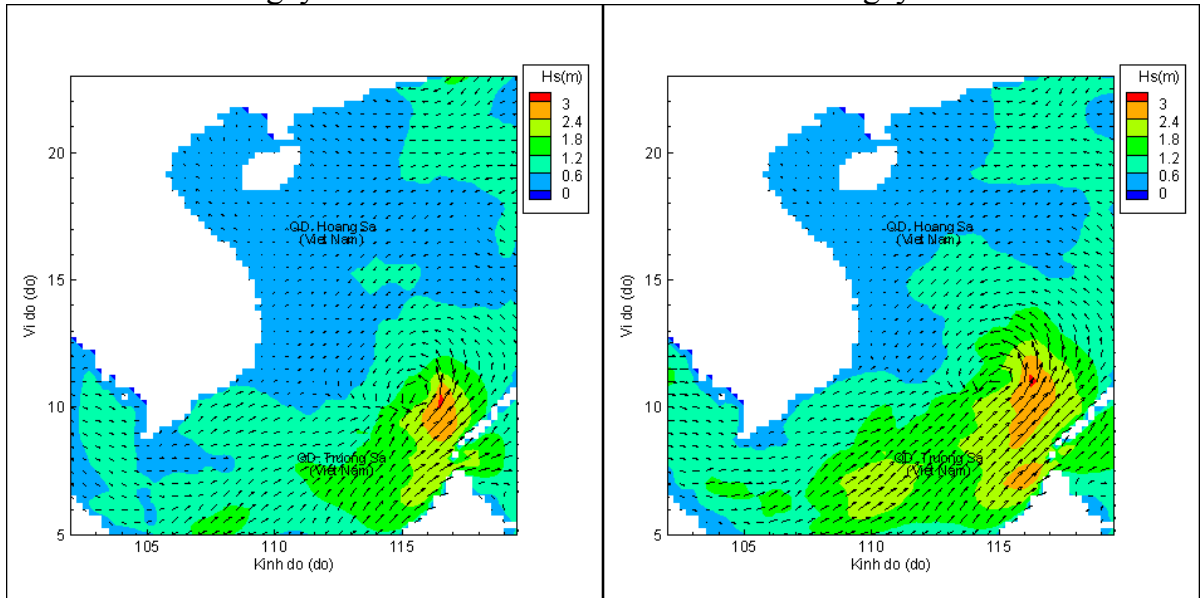 Hs(m)
3
2.4
1.8
1.2
0.6
0
20
15
10
5
105
110
115
Vi do (do)
Kinh do (do)
QD. Hoang Sa
(Viet Nam)
QD. Truong Sa
(Viet Nam)
Hs(m)
3
2.4
1.8
1.2
0.6
0
20
15
10
5
105
110
115
Vi do (do)
Kinh do (do)
QD. Hoang Sa
(Viet Nam)
QD. Truong Sa
(Viet Nam)